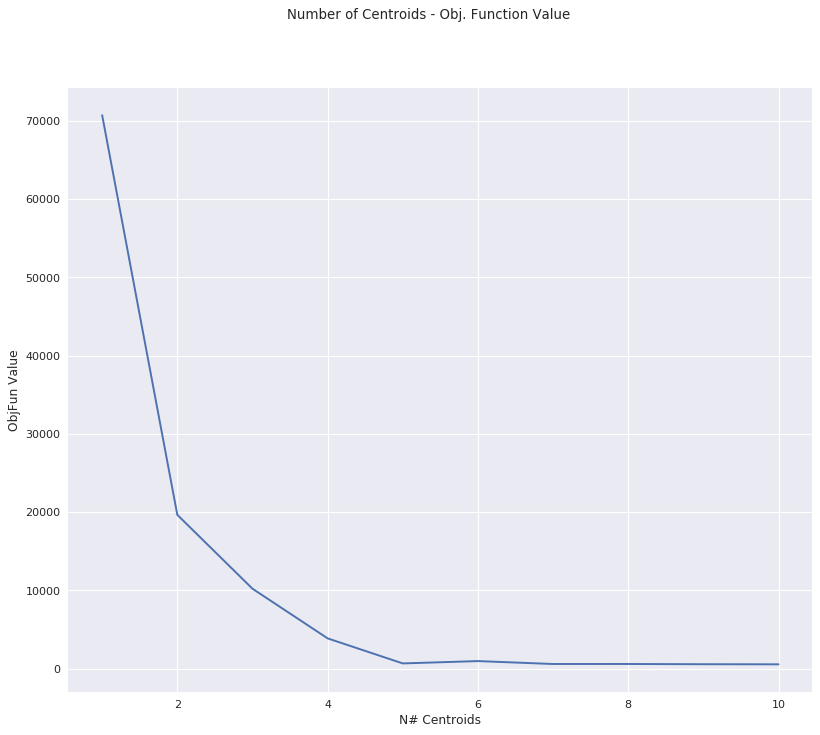 Number of Centroids - Obj. Function Value
70000
60000
50000
40000
30000
20000
10000
0
ObjFun Value
2 4 6 8 10
N# Centroids